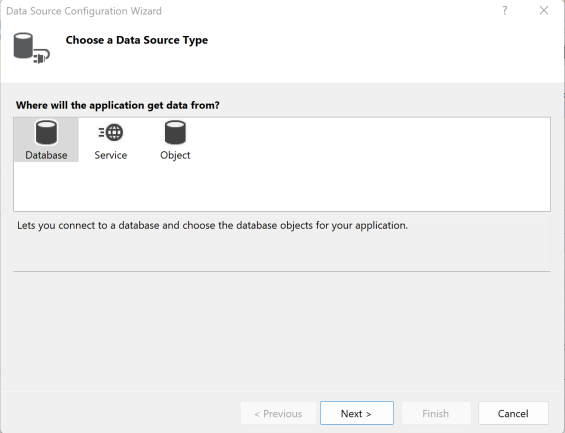 Data Source Configuration Wizard
?
Choose a Data Source Type
Where will the application get data from?
Database Service Object
Lets you connect to a database and choose the database objects for your application.
< Previous Next > Finish Cancel